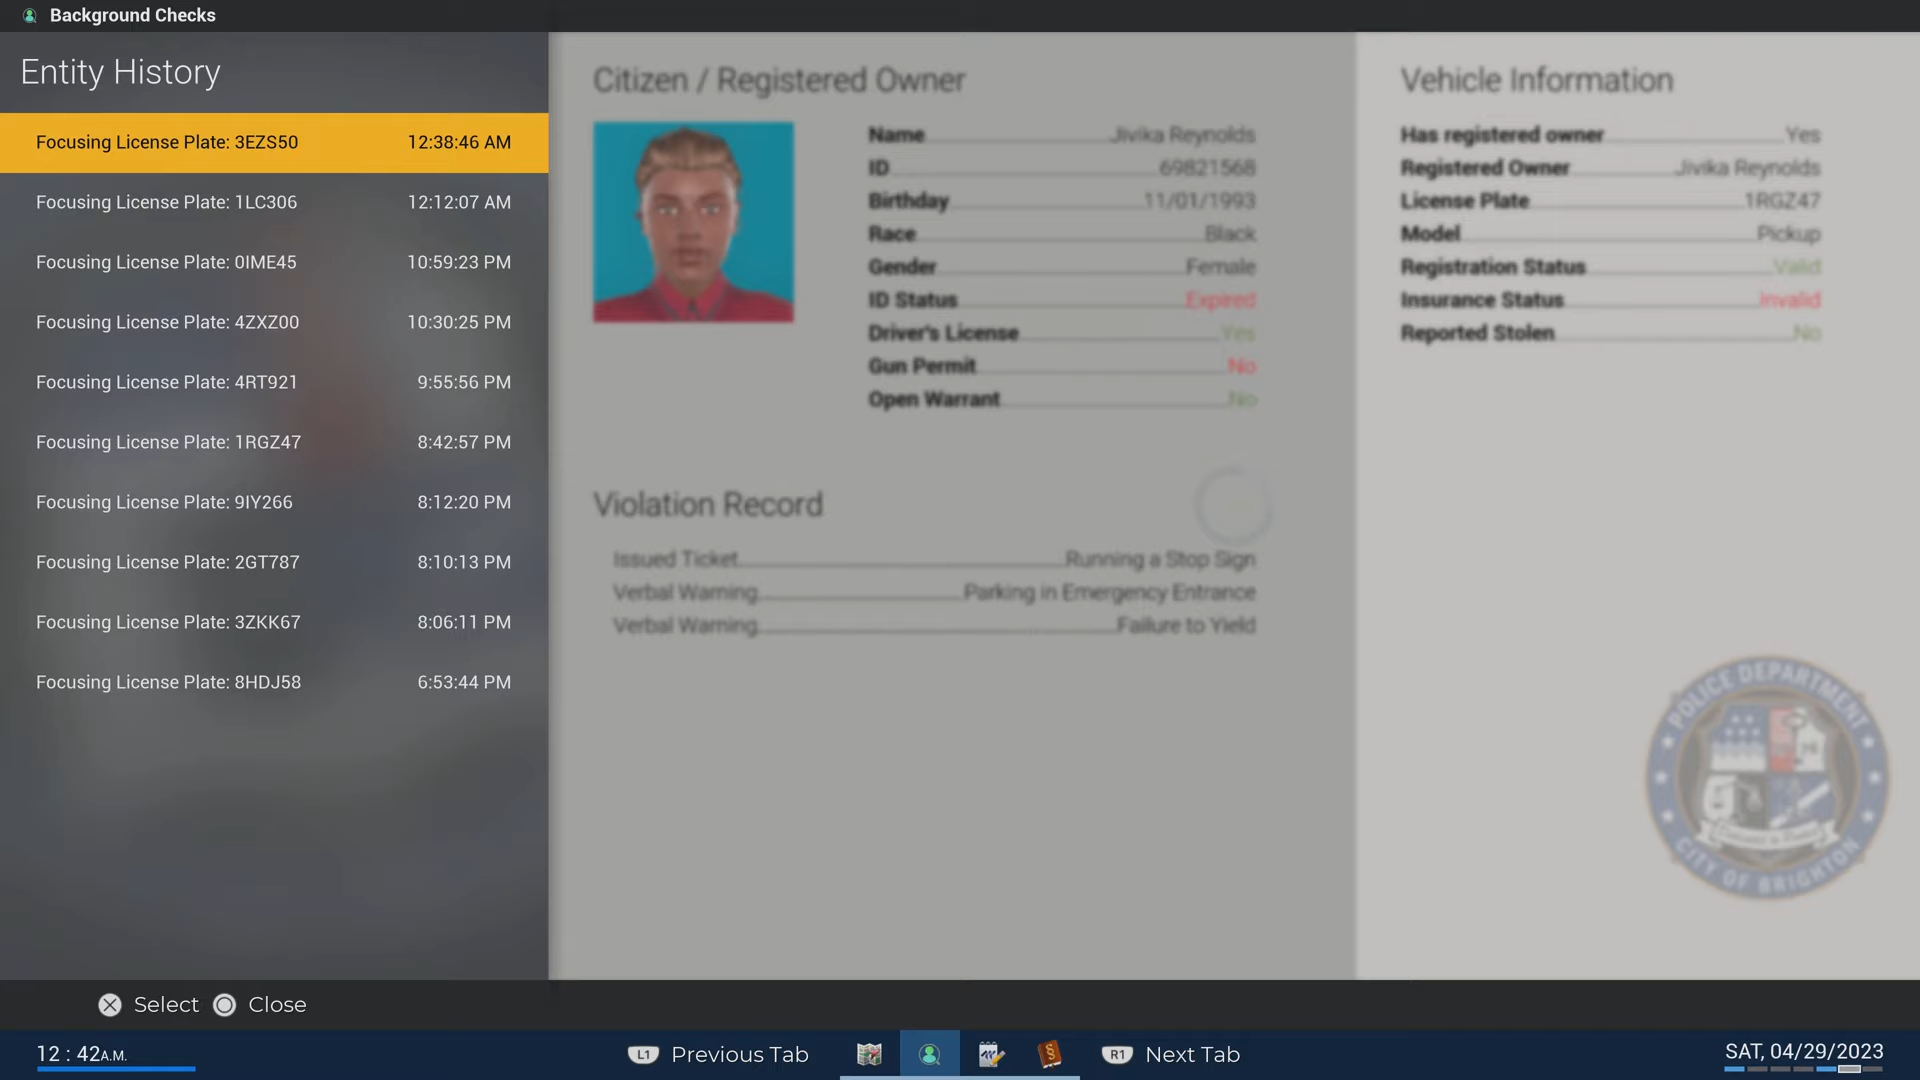 Background Checks
Entity History
Focusing License Plate: 3EZS50 12:38:46 AM
Focusing License Plate: 1LC306 12:12:07 AM
Focusing License Plate: 0IME45 10:59:23 PM
Focusing License Plate: 4ZXZ00 10:30:25 PM
Focusing License Plate: 4RT921 9:55:56 PM
Focusing License Plate: 1RGZ47 8:42:57 PM
Focusing License Plate: 9IY266 8:12:20 PM
Focusing License Plate: 2GT787 8:10:13 PM
Focusing License Plate: 3ZKK67 8:06:11 PM
Focusing License Plate: 8HDJ58 6:53:44 PM
Citizen / Registered Owner
Name Jivika Reynolds
ID 69821568
Birthday 11/01/1993
Race Black
Gender Female
ID Status Expired
Driver's License Yes
Gun Permit No
Open Warrant No
Violation Record
Issued Ticket Running a Stop Sign
Verbal Warning Parking in Emergency Entrance
Verbal Warning Failure to Yield
Vehicle Information
Has registered owner Yes
Registered Owner Jivika Reynolds
License Plate 1RGZ47
Model Pickup
Registration Status Valid
Insurance Status Invalid
Reported Stolen No
POLICE DEPARTMENT
CITY OF BRIGHTON
Select Close
12 : 42 A.M.
L1 Previous Tab
R1 Next Tab
SAT, 04/29/2023